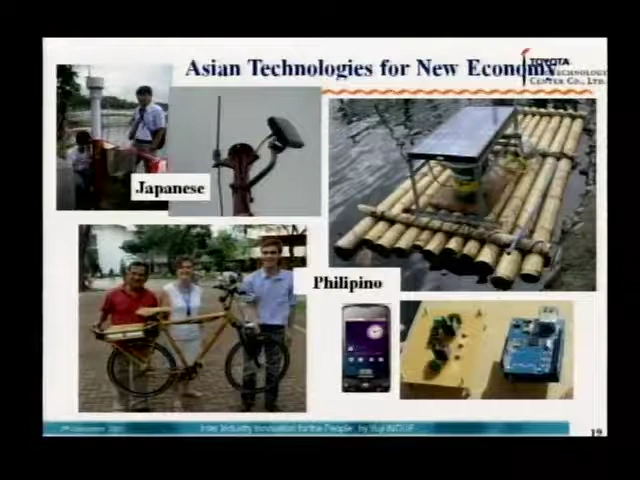 Asian Technologies for New Economy
TOYOTA
TECHNOLOGY
CENTER CO., LTD.
Japanese
Philipino
Inter Industry Innovation for the People by Yuji
19